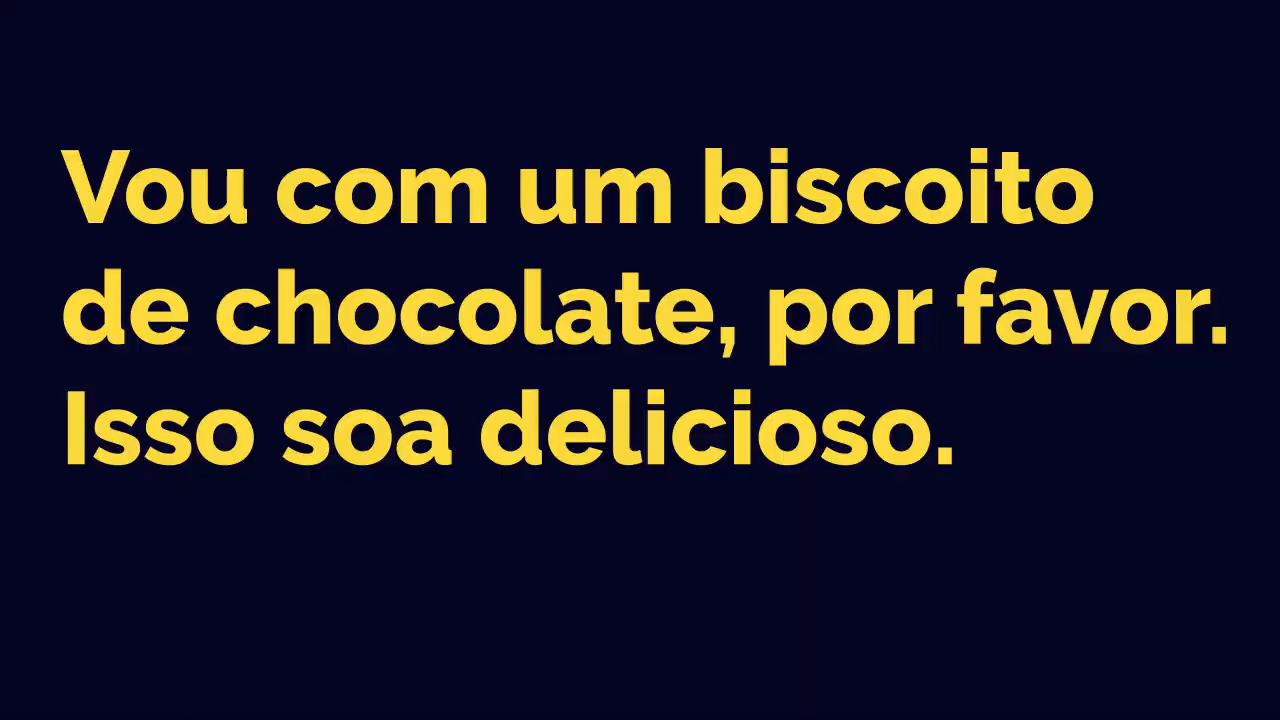 Vou com um biscoito
de chocolate, por favor.
Isso soa delicioso.